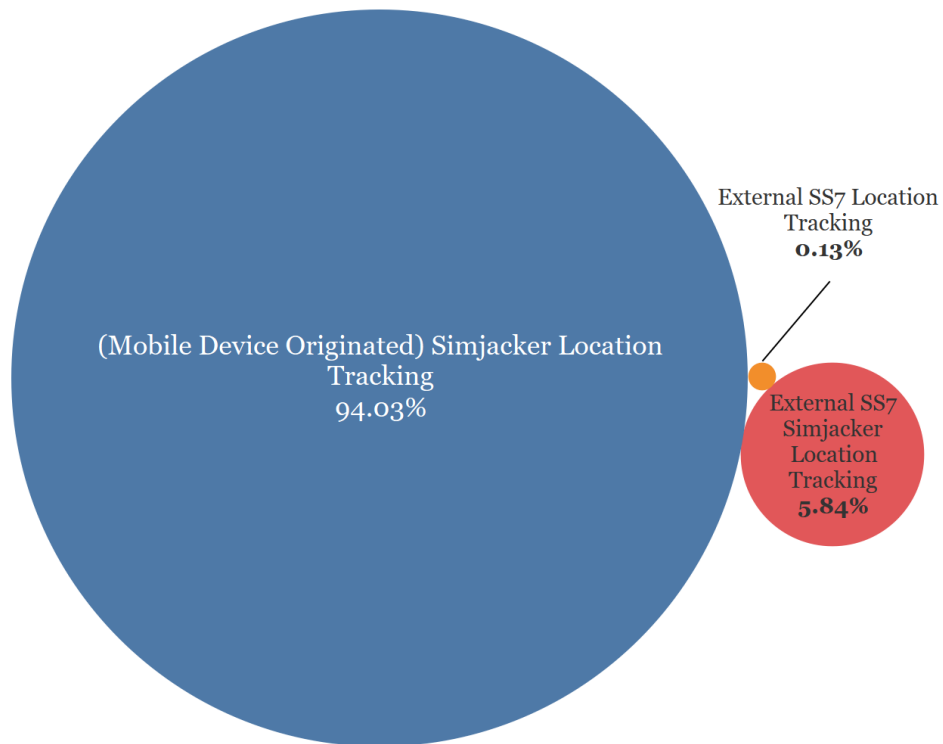 (Mobile Device Originated) Simjacker Location
Tracking
94.03%
External SS7 Location
Tracking
0.13%
External SS7
Simjacker
Location
Tracking
5.84%